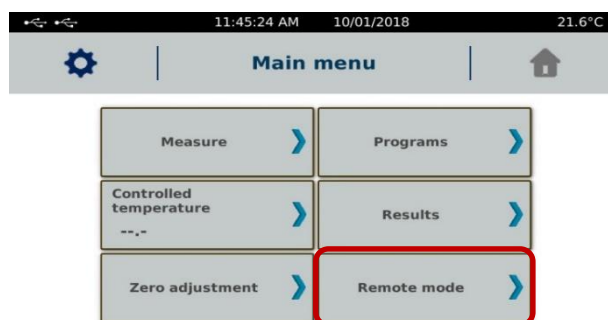 11:45:24 AM 10/01/2018 21.6°C
Main menu
Measure
Programs
Controlled
temperature
--.-
Results
Zero adjustment
Remote mode